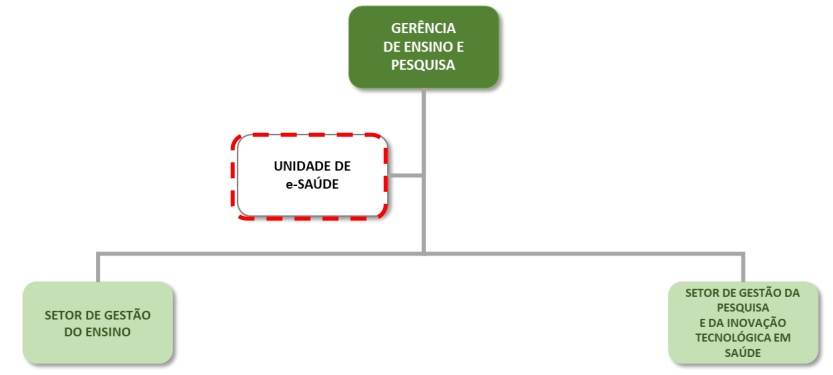 GERÊNCIA
DE ENSINO E
PESQUISA
UNIDADE DE
e-SAÚDE
SETOR DE GESTÃO
DO ENSINO
SETOR DE GESTÃO DA
PESQUISA
E DA INOVAÇÃO
TECNOLÓGICA EM
SAÚDE